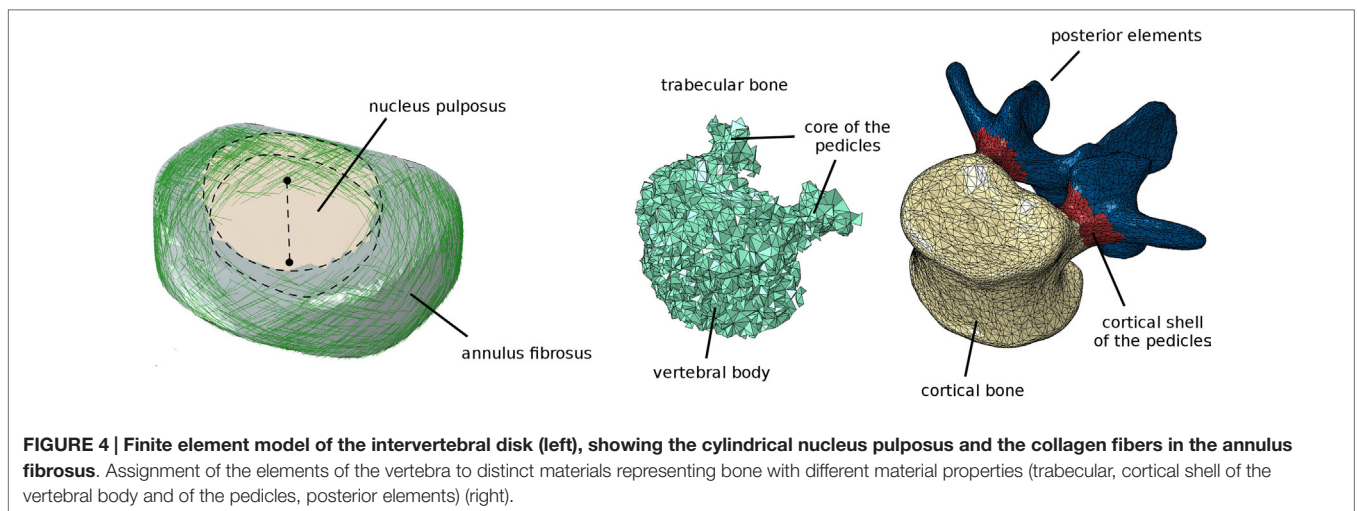 nucleus pulposus
annulus fibrosus
trabecular bone
core of the
pedicles
vertebral body
posterior elements
cortical shell
of the pedicles
cortical bone
FIGURE 4 | Finite element model of the intervertebral disk (left), showing the cylindrical nucleus pulposus and the collagen fibers in the annulus
fibrosus. Assignment of the elements of the vertebra to distinct materials representing bone with different material properties (trabecular, cortical shell of the
vertebral body and of the pedicles, posterior elements) (right).